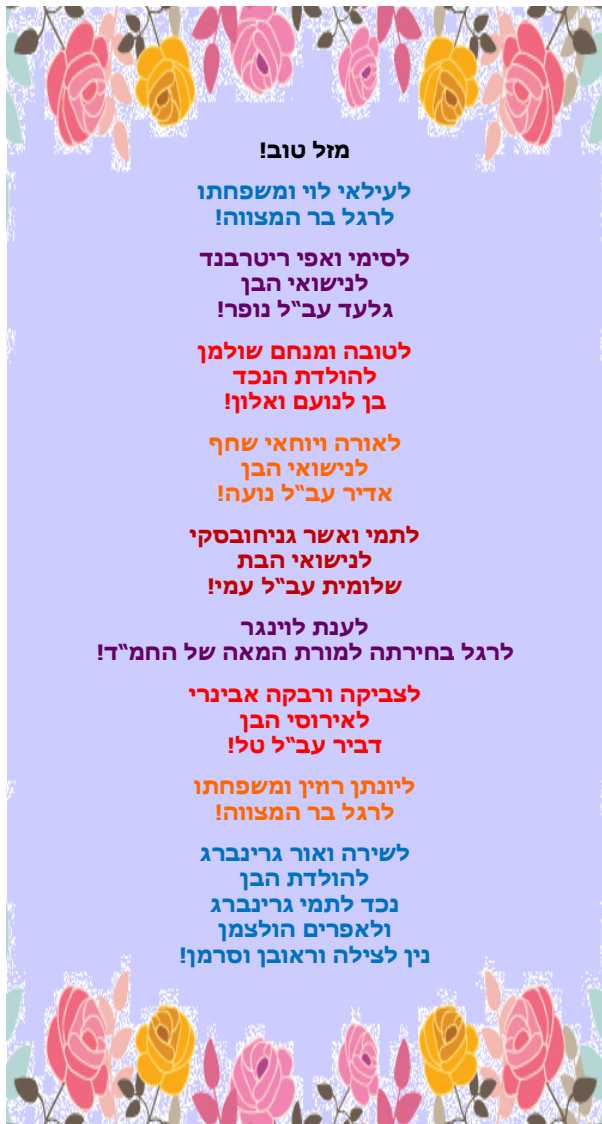 מזל טוב!
לעילאי לוי ומשפחתו
לרגל בר המצווה!
לסימי ואפי ריטרבנד
לנישואי הבן
גלעד עב"ל נופר!
לטובה ומנחם שולמן
להולדת הנכד
בן לנועם ואלון!
לאורה ויוחאי שחף
לנישואי הבן
אדיר עב"ל נועה!
לתמי ואשר גניחובסקי
לנישואי הבת
שלומית עב"ל עמי!
לענת לוינגר
לרגל בחירתה למורת המאה של החמ"ד!
לצביקה ורבקה אבינרי
לאירוסי הבן
דביר עב"ל טל!
ליונתן רוזין ומשפחתו
לרגל בר המצווה!
לשירה ואור גרינברג
להולדת הבן
נכד לתמי גרינברג
ולאפרים הולצמן
נין לצילה וראובן וסרמן!